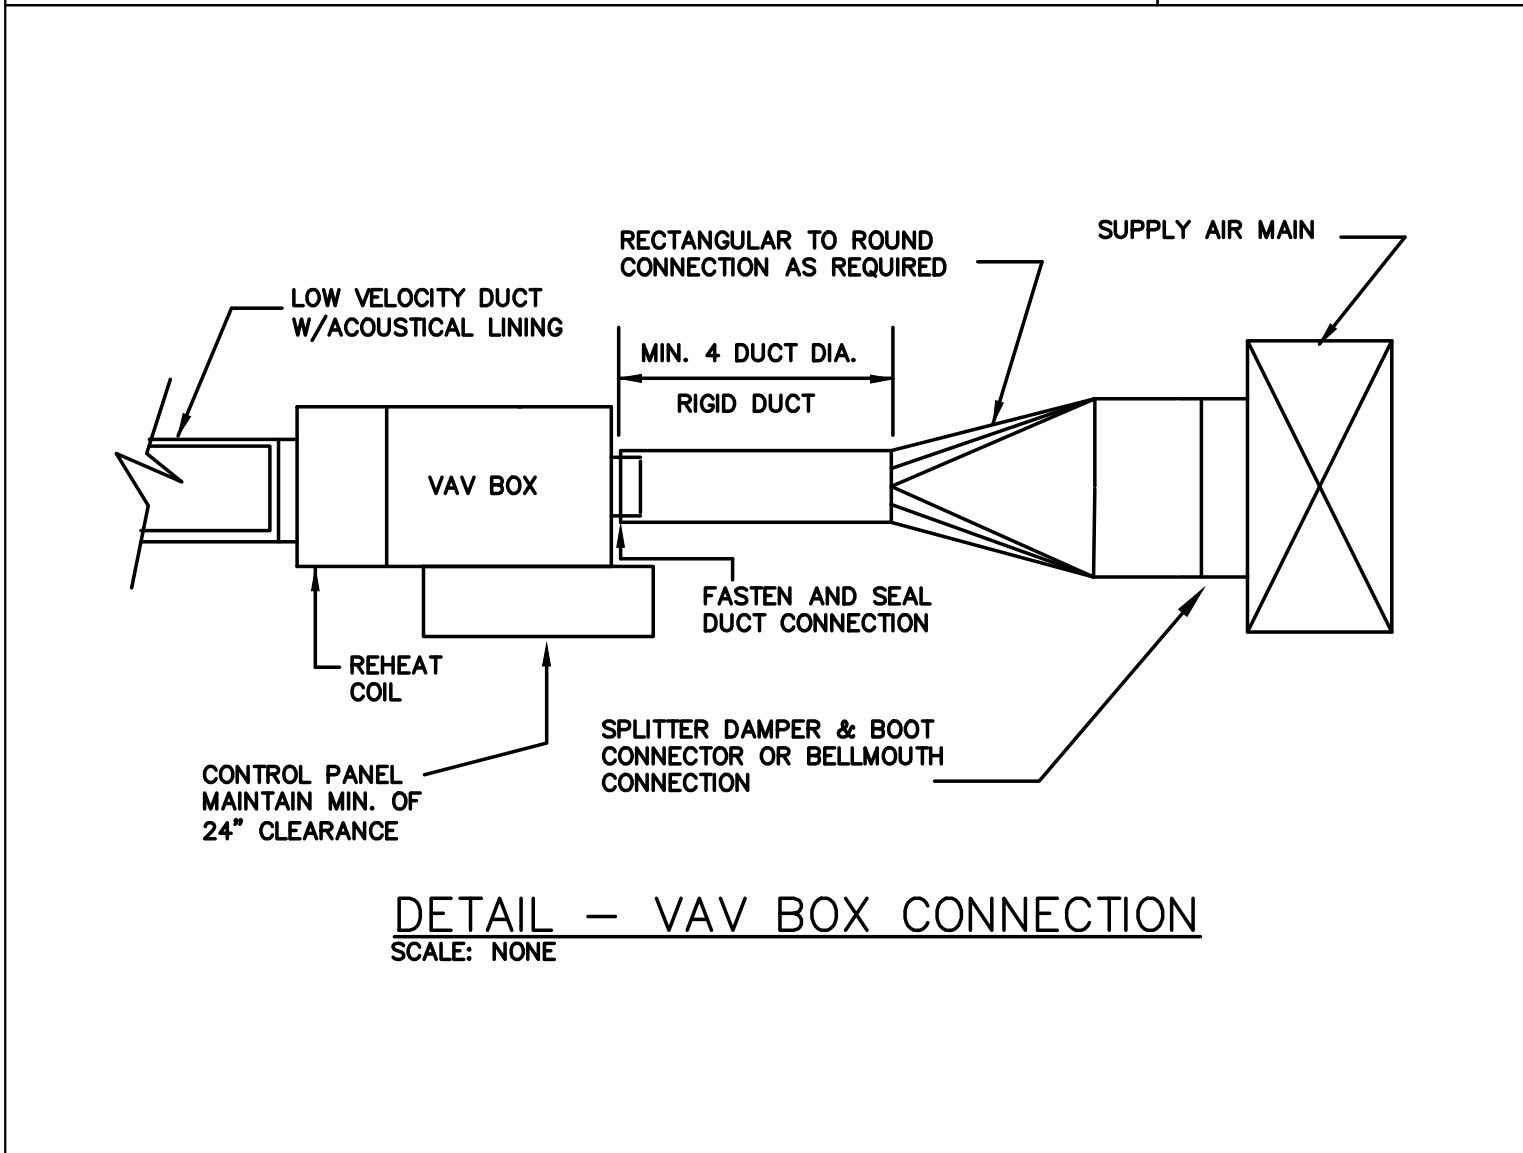 SUPPLY AIR MAIN
RECTANGULAR TO ROUND
CONNECTION AS REQUIRED
LOW VELOCITY DUCT
W/ACOUSTICAL LINING
MIN. 4 DUCT DIA.
RIGID DUCT
VAV BOX
FASTEN AND SEAL
DUCT CONNECTION
REHEAT
COIL
SPLITTER DAMPER & BOOT
CONNECTOR OR BELLMOUTH
CONNECTION
CONTROL PANEL
MAINTAIN MIN. OF
24" CLEARANCE
DETAIL - VAV BOX CONNECTION
SCALE: NONE